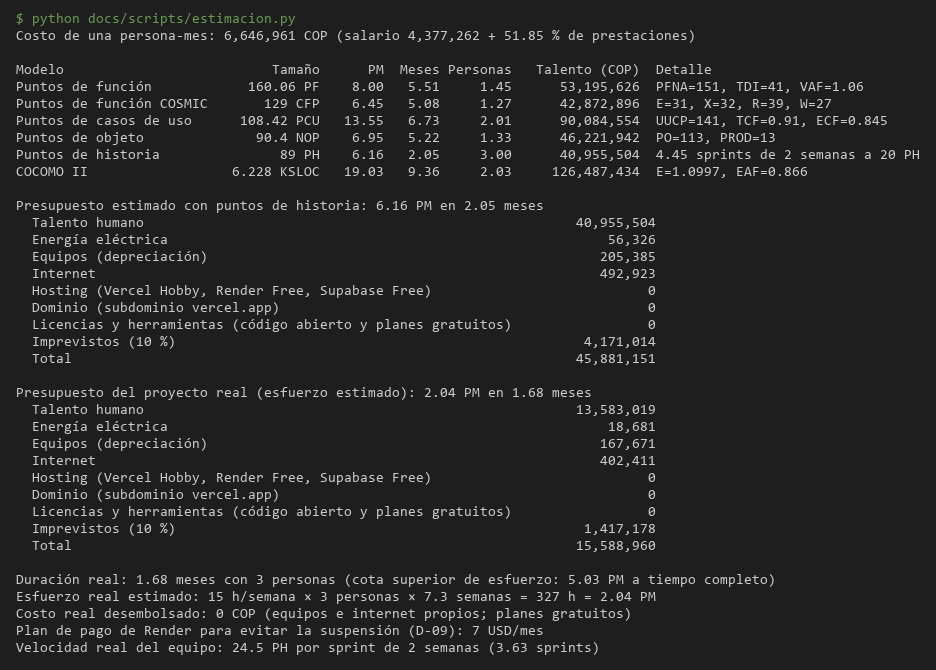 $ python docs/scripts/estimacion.py
Costo de una persona-mes: 6,646,961 COP (salario 4,377,262 + 51.85 % de prestaciones)
Modelo Tamaño PM Meses Personas Talento (COP) Detalle
Puntos de función 160.06 PF 8.00 5.51 1.45 53,195,626 PFNA=151, TDI=41, VAF=1.06
Puntos de función COSMIC 129 CFP 6.45 5.08 1.27 42,872,896 E=31, X=32, R=39, W=27
Puntos de casos de uso 108.42 PCU 13.55 6.73 2.01 90,084,554 UUCP=141, TCF=0.91, ECF=0.845
Puntos de objeto 90.4 NOP 6.95 5.22 1.33 46,221,942 PO=113, PROD=13
Puntos de historia 89 PH 6.16 2.05 3.00 40,955,504 4.45 sprints de 2 semanas a 20 PH
COCOMO II 6.228 KSLOC 19.03 9.36 2.03 126,487,434 E=1.0997, EAF=0.866
Presupuesto estimado con puntos de historia: 6.16 PM en 2.05 meses
Talento humano 40,955,504
Energía eléctrica 56,326
Equipos (depreciación) 205,385
Internet 492,923
Hosting (Vercel Hobby, Render Free, Supabase Free) 0
Dominio (subdominio vercel.app) 0
Licencias y herramientas (código abierto y planes gratuitos) 0
Imprevistos (10 %) 4,171,014
Total 45,881,151
Presupuesto del proyecto real (esfuerzo estimado): 2.04 PM en 1.68 meses
Talento humano 13,583,019
Energía eléctrica 18,681
Equipos (depreciación) 167,671
Internet 402,411
Hosting (Vercel Hobby, Render Free, Supabase Free) 0
Dominio (subdominio vercel.app) 0
Licencias y herramientas (código abierto y planes gratuitos) 0
Imprevistos (10 %) 1,417,178
Total 15,588,960
Duración real: 1.68 meses con 3 personas (cota superior de esfuerzo: 5.03 PM a tiempo completo)
Esfuerzo real estimado: 15 h/semana × 3 personas × 7.3 semanas = 327 h = 2.04 PM
Costo real desembolsado: 0 COP (equipos e internet propios; planes gratuitos)
Plan de pago de Render para evitar la suspensión (D-09): 7 USD/mes
Velocidad real del equipo: 24.5 PH por sprint de 2 semanas (3.63 sprints)